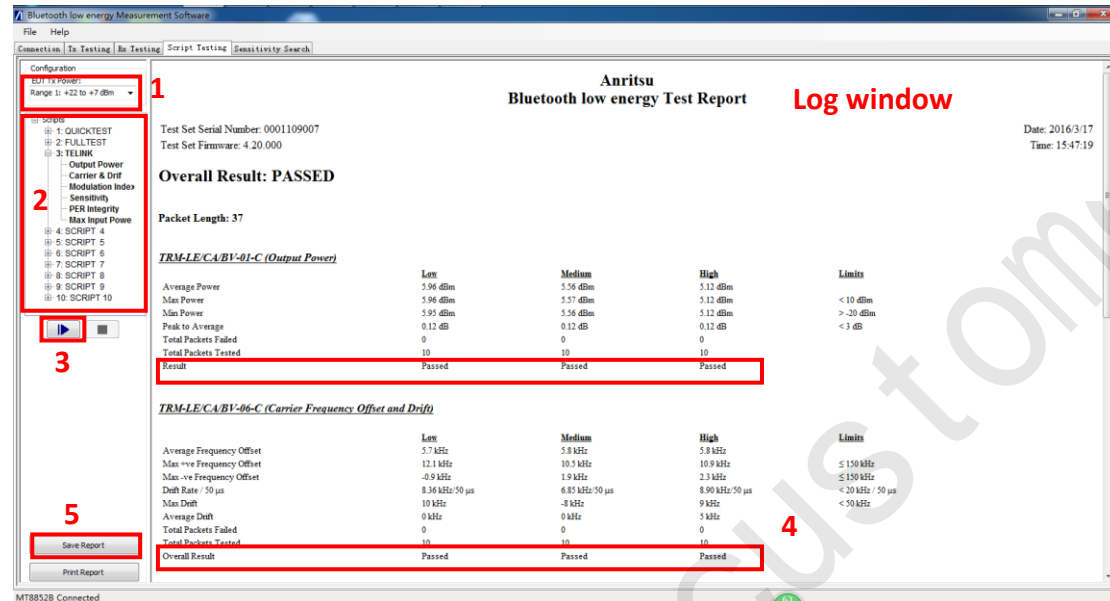 Bluetooth low energy Measurement Software
File Help
Connection Tx Testing Rx Testing Script Testing Sensitivity Search
Configuration
EUT Tx Power:
Range 1: +22 to +7 dBm
1
Scripts
1: QUICKTEST
2: FULLTEST
3: TELINK
Output Power
Carrier & Drif
Modulation Index
Sensitivity
PER Integrity
Max Input Powe
4: SCRIPT 4
5: SCRIPT 5
6: SCRIPT 6
7: SCRIPT 7
8: SCRIPT 8
9: SCRIPT 9
10: SCRIPT 10
2
3
5
Save Report
Print Report
MT8852B Connected
Anritsu
Bluetooth low energy Test Report
Log window
Test Set Serial Number: 0001109007 Date: 2016/3/17
Test Set Firmware: 4.20.000 Time: 15:47:19
Overall Result: PASSED
Packet Length: 37
TRM-LE/CA/BV-01-C (Output Power)
Low Medium High Limits
Average Power 5.96 dBm 5.56 dBm 5.12 dBm
Max Power 5.96 dBm 5.57 dBm 5.12 dBm < 10 dBm
Min Power 5.95 dBm 5.56 dBm 5.12 dBm > -20 dBm
Peak to Average 0.12 dB 0.12 dB 0.12 dB < 3 dB
Total Packets Failed 0 0 0
Total Packets Tested 10 10 10
Result Passed Passed Passed
TRM-LE/CA/BV-06-C (Carrier Frequency Offset and Drift)
Low Medium High Limits
Average Frequency Offset 5.7 kHz 5.8 kHz 5.8 kHz
Max +ve Frequency Offset 12.1 kHz 10.5 kHz 10.9 kHz ≤ 150 kHz
Max -ve Frequency Offset -0.9 kHz 1.9 kHz 2.3 kHz ≤ 150 kHz
Drift Rate / 50 μs 8.36 kHz/50 μs 6.85 kHz/50 μs 8.90 kHz/50 μs < 20 kHz / 50 μs
Max Drift 10 kHz -8 kHz 9 kHz < 50 kHz
Average Drift 0 kHz 0 kHz 5 kHz
Total Packets Failed 0 0 0
Total Packets Tested 10 10 10
Overall Result Passed Passed Passed
4